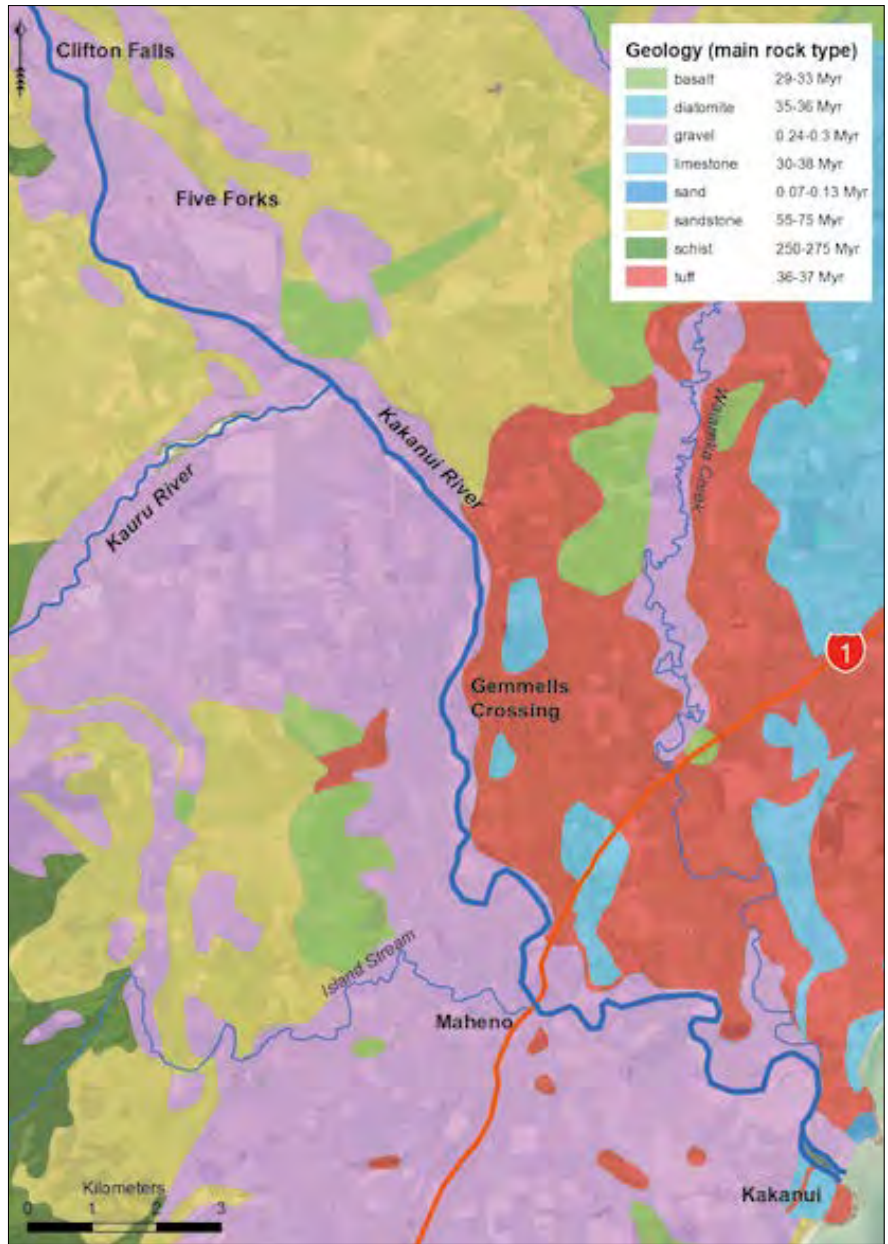 Clifton Falls
Geology (main rock type)
basalt 29-33 Myr
diatomite 35-36 Myr
gravel 0.24-0.3 Myr
limestone 30-38 Myr
sand 0.07-0.13 Myr
sandstone 55-75 Myr
schist 250-275 Myr
tuff 36-37 Myr
Five Forks
Kakanui River
Waiareka Creek
Kauru River
1
Gemmells
Crossing
Island Stream
Maheno
Kilometers
0 1 2 3
Kakanui